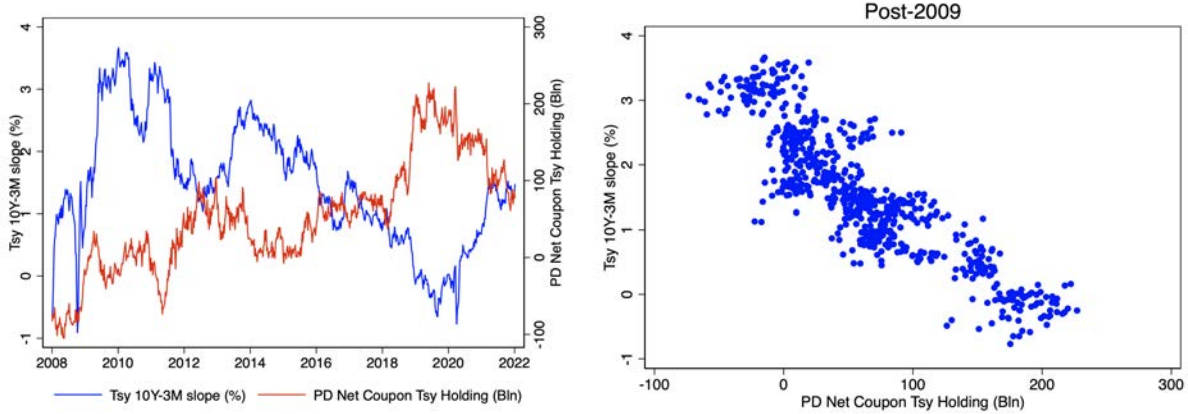 Post-2009
Tsy 10Y-3M slope (%)
4
3
2
1
0
-1
2008 2010 2012 2014 2016 2018 2020 2022
300
200
100
0
-100
PD Net Coupon Tsy Holding (Bln)
Tsy 10Y-3M slope (%) PD Net Coupon Tsy Holding (Bln)
Tsy 10Y-3M slope (%)
4
3
2
1
0
-1
-100 0 100 200 300
PD Net Coupon Tsy Holding (Bln)